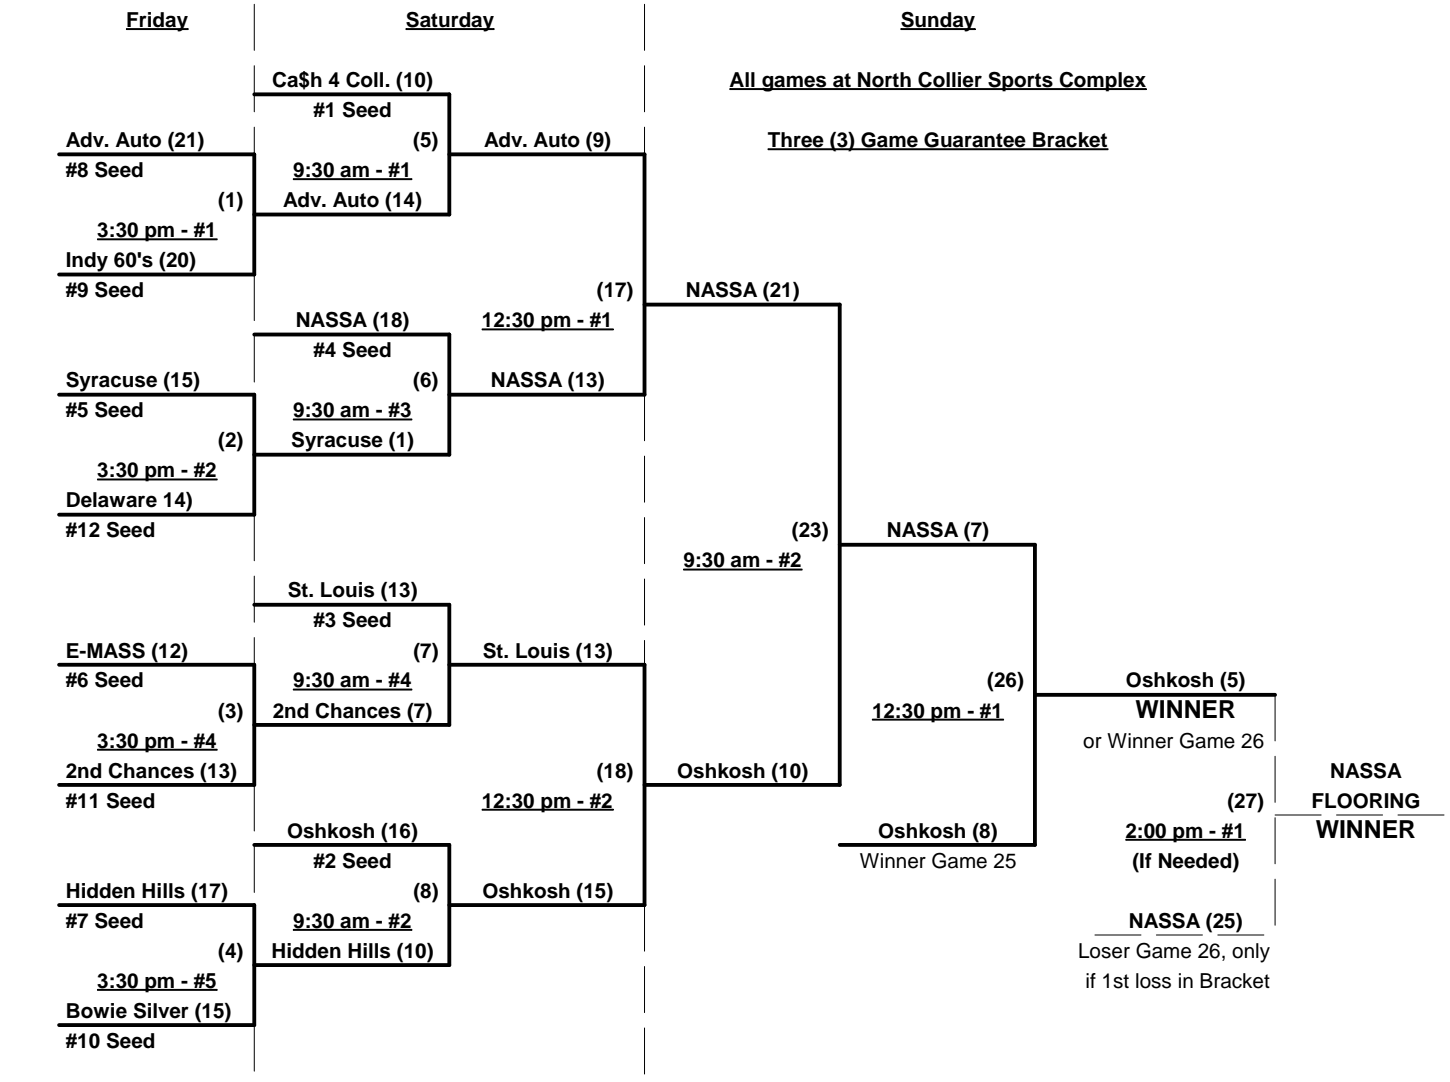 Friday
Saturday
Sunday
Ca$h 4 Coll. (10)
All games at North Collier Sports Complex
#1 Seed
Adv. Auto (21)
(5)
Adv. Auto (9)
Three (3) Game Guarantee Bracket
#8 Seed
9:30 am - #1
(1)
Adv. Auto (14)
3:30 pm - #1
Indy 60's (20)
#9 Seed
(17)
NASSA (21)
NASSA (18)
12:30 pm - #1
#4 Seed
Syracuse (15)
(6)
NASSA (13)
#5 Seed
9:30 am - #3
(2)
Syracuse (1)
3:30 pm - #2
Delaware 14)
#12 Seed
(23)
NASSA (7)
9:30 am - #2
St. Louis (13)
#3 Seed
E-MASS (12)
(7)
St. Louis (13)
#6 Seed
9:30 am - #4
(26)
Oshkosh (5)
(3)
2nd Chances (7)
12:30 pm - #1
WINNER
3:30 pm - #4
or Winner Game 26
2nd Chances (13)
(18)
Oshkosh (10)
NASSA
#11 Seed
12:30 pm - #2
(27)
FLOORING
Oshkosh (16)
Oshkosh (8)
2:00 pm - #1
WINNER
#2 Seed
Winner Game 25
(If Needed)
Hidden Hills (17)
(8)
Oshkosh (15)
#7 Seed
9:30 am - #2
NASSA (25)
(4)
Hidden Hills (10)
Loser Game 26, only
3:30 pm - #5
if 1st loss in Bracket
Bowie Silver (15)
#10 Seed